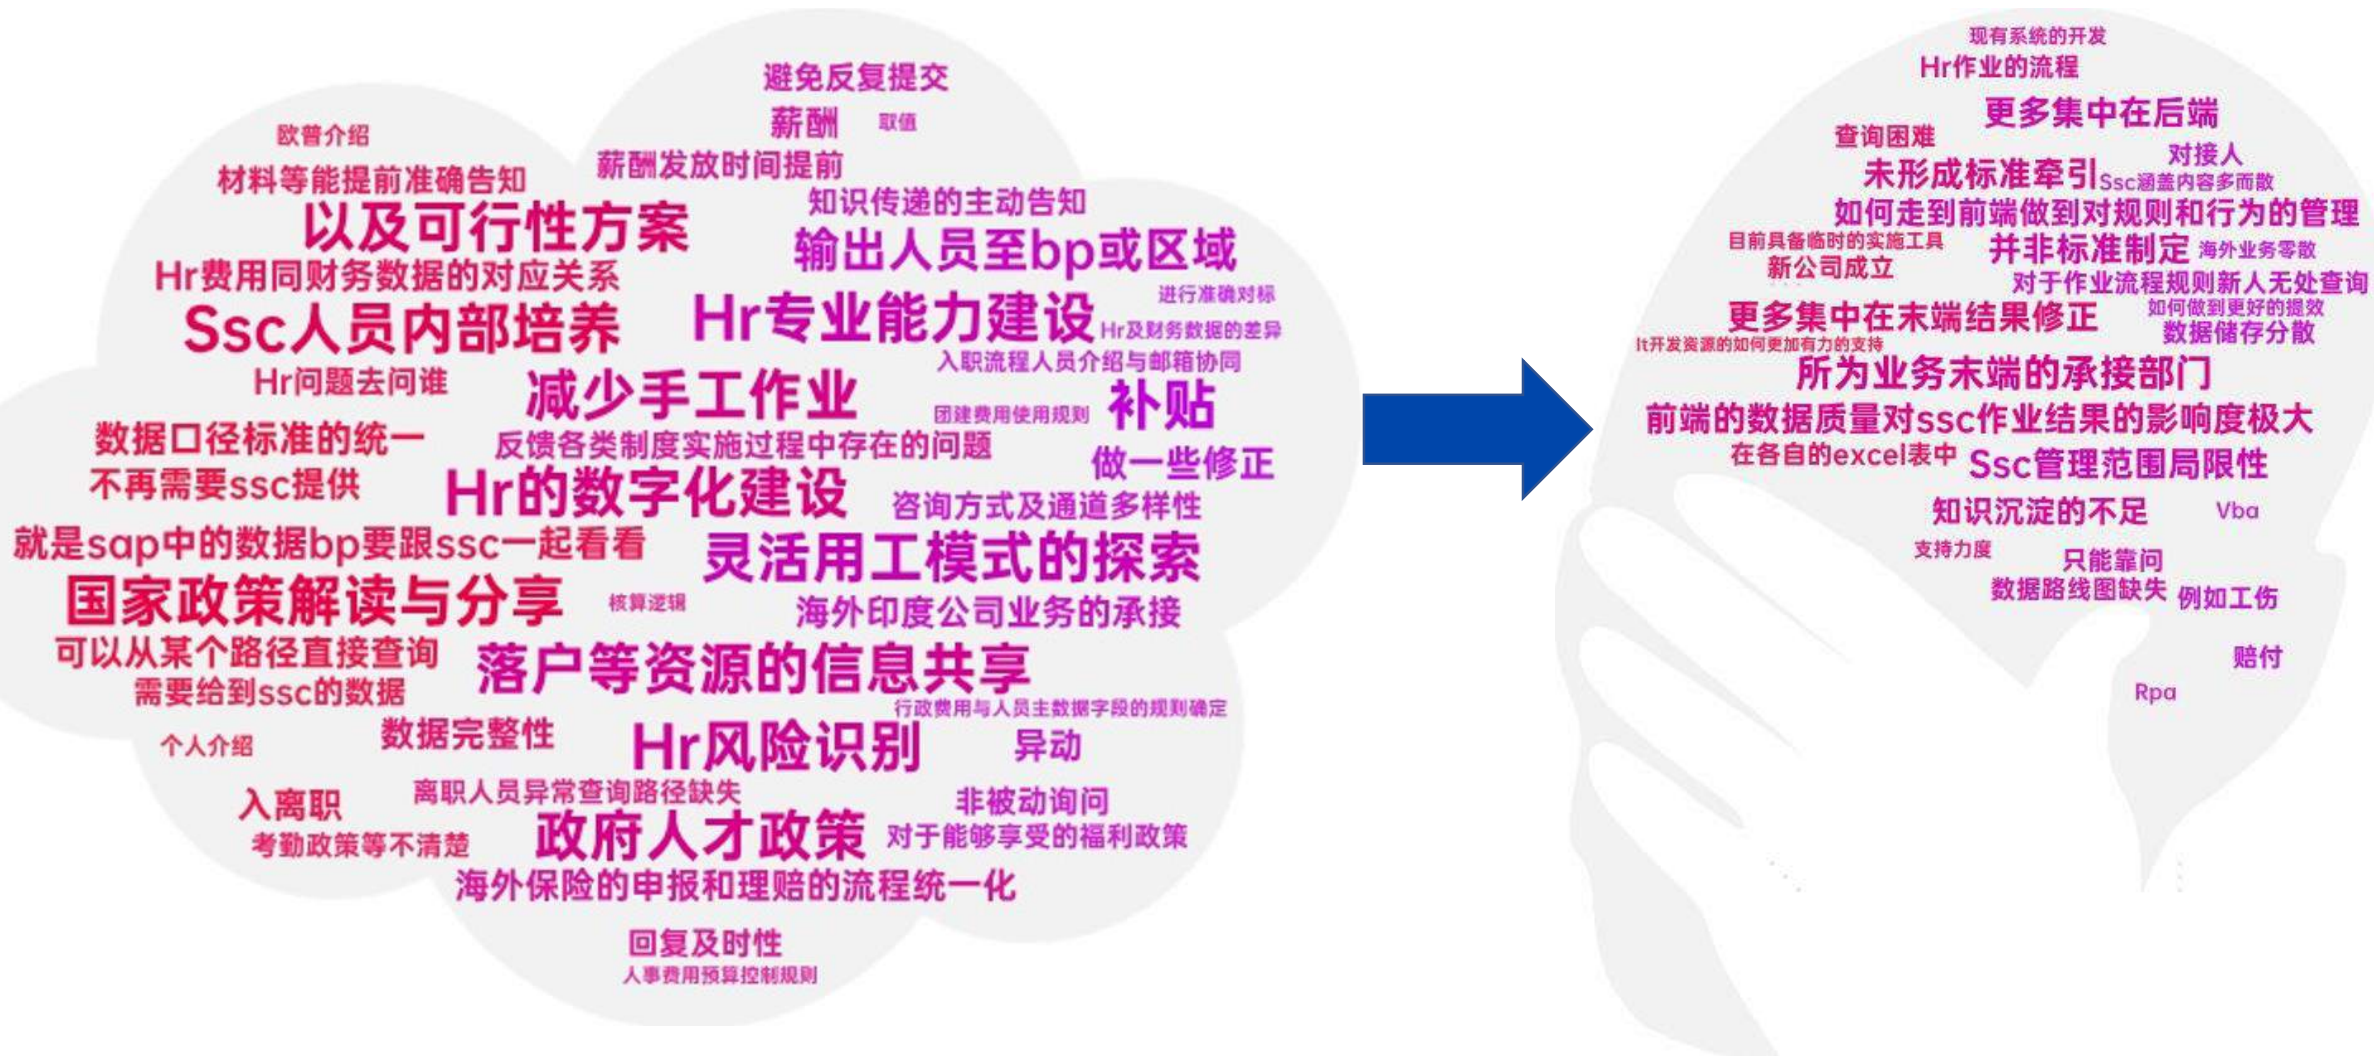 避免反复提交
薪酬
取值
欧普介绍
薪酬发放时间提前
材料等能提前准确告知
知识传递的主动告知
以及可行性方案
输出人员至bp或区域
Hr费用同财务数据的对应关系
进行准确对标
Ssc人员内部培养
Hr专业能力建设
Hr及财务数据的差异
入职流程人员介绍与邮箱协同
Hr问题去问谁
减少手工作业
补贴
团建费用使用规则
数据口径标准的统一
反馈各类制度实施过程中存在的问题
做一些修正
不再需要ssc提供
Hr的数字化建设
咨询方式及通道多样性
就是sap中的数据bp要跟ssc一起看看
灵活用工模式的探索
国家政策解读与分享
核算逻辑
海外印度公司业务的承接
可以从某个路径直接查询
落户等资源的信息共享
需要给到ssc的数据
行政费用与人员主数据字段的规则确定
数据完整性
个人介绍
Hr风险识别
异动
离职人员异常查询路径缺失
入离职
非被动询问
政府人才政策
对于能够享受的福利政策
考勤政策等不清楚
海外保险的申报和理赔的流程统一化
回复及时性
人事费用预算控制规则
现有系统的开发
Hr作业的流程
更多集中在后端
查询困难
对接人
未形成标准牵引
Ssc涵盖内容多而散
如何走到前端做到对规则和行为的管理
目前具备临时的实施工具
并非标准制定
海外业务零散
新公司成立
对于作业流程规则新人无处查询
更多集中在末端结果修正
如何做到更好的提效
数据储存分散
It开发资源的如何更加有力的支持
所为业务末端的承接部门
前端的数据质量对ssc作业结果的影响度极大
在各自的excel表中
Ssc管理范围局限性
知识沉淀的不足
Vba
支持力度
只能靠问
数据路线图缺失
例如工伤
赔付
Rpa